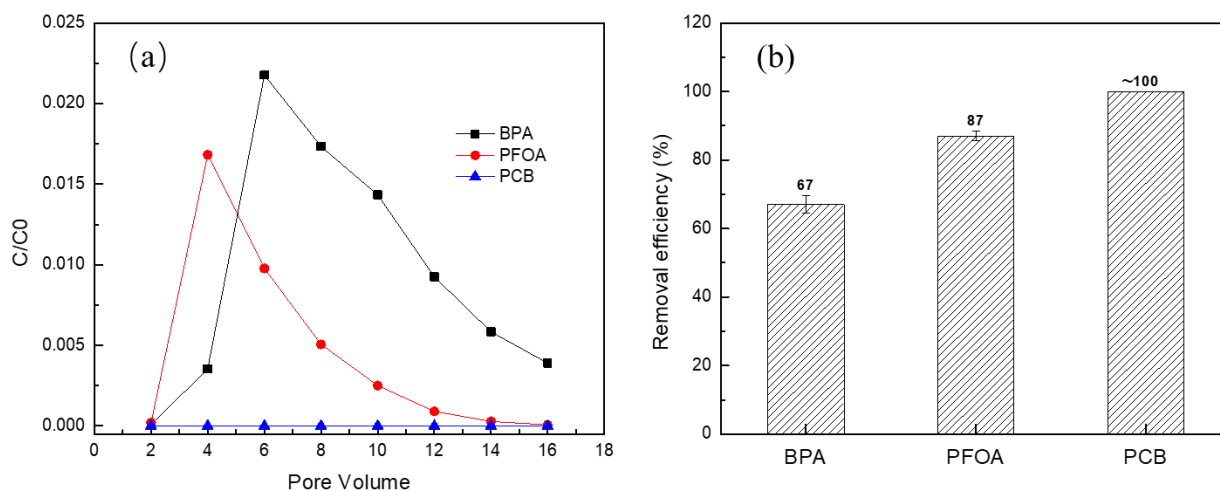 (a)
0.025
0.020
0.015
0.010
0.005
0.000
C/C0
BPA
PFOA
PCB
0 2 4 6 8 10 12 14 16 18
Pore Volume
(b)
120
100
80
60
40
20
0
Removal efficiency (%)
67
87
~100
BPA PFOA PCB